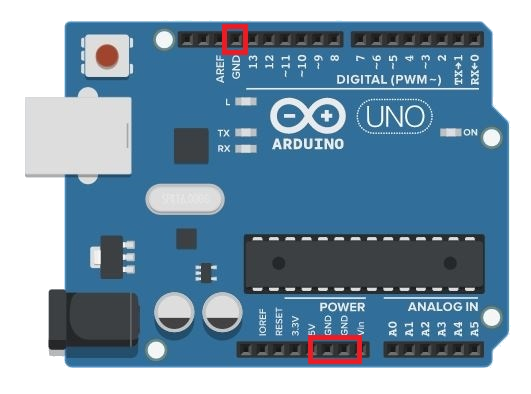 AREF
GND
13
12
~11
~10
~9
8
7
~6
~5
4
~3
2
TX→1
RX←0
DIGITAL (PWM~)
L
TX
RX
UNO
ON
ARDUINO
SPK16.000G
POWER
ANALOG IN
IOREF
RESET
3.3V
5V
GND
GND
Vin
A0
A1
A2
A3
A4
A5